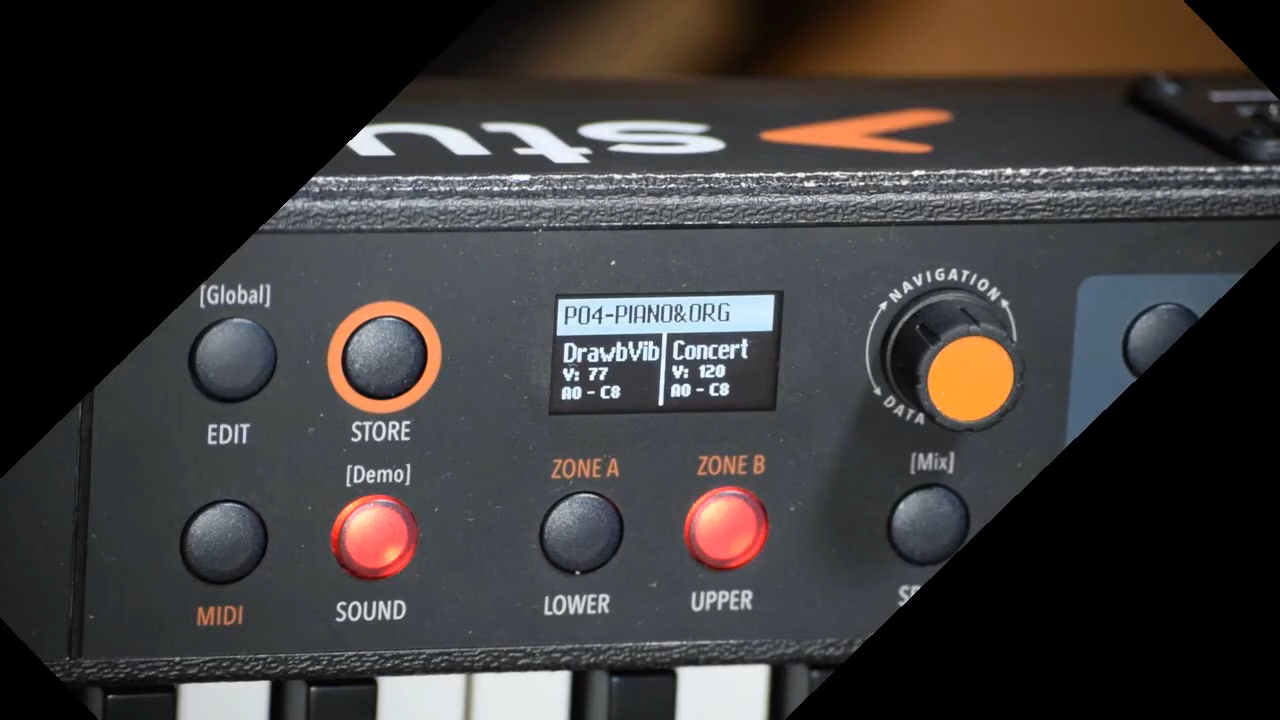 stu
[Global]
NAVIGATION
P04-PIANO&ORG
DrawbVib Concert
V: 77 V: 120
A0 - C8 A0 - C8
DATA
EDIT STORE
[Demo] ZONE A ZONE B [Mix]
MIDI SOUND LOWER UPPER